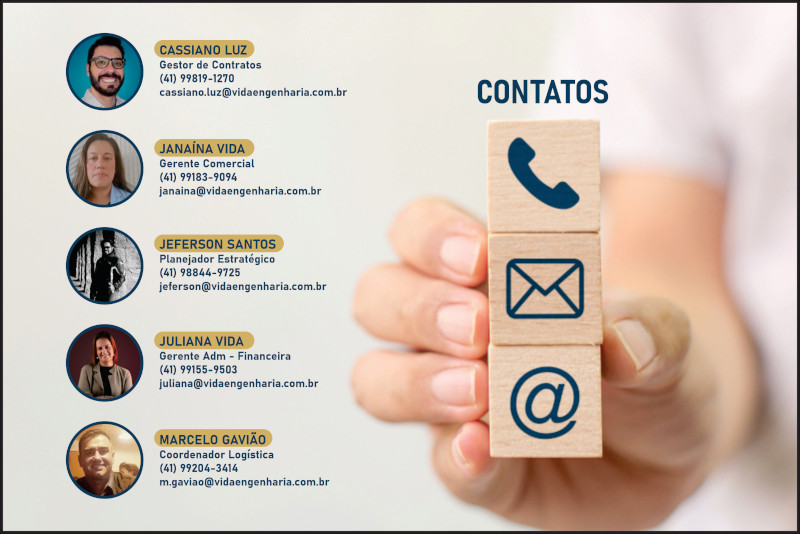 CASSIANO LUZ
Gestor de Contratos
(41) 99819-1270
cassiano.luz@vidaengenharia.com.br
JANAÍNA VIDA
Gerente Comercial
(41) 99183-9094
janaina@vidaengenharia.com.br
JEFERSON SANTOS
Planejador Estratégico
(41) 98844-9725
jeferson@vidaengenharia.com.br
JULIANA VIDA
Gerente Adm - Financeira
(41) 99155-9503
juliana@vidaengenharia.com.br
MARCELO GAVIÃO
Coordenador Logística
(41) 99204-3414
m.gaviao@vidaengenharia.com.br
CONTATOS
@